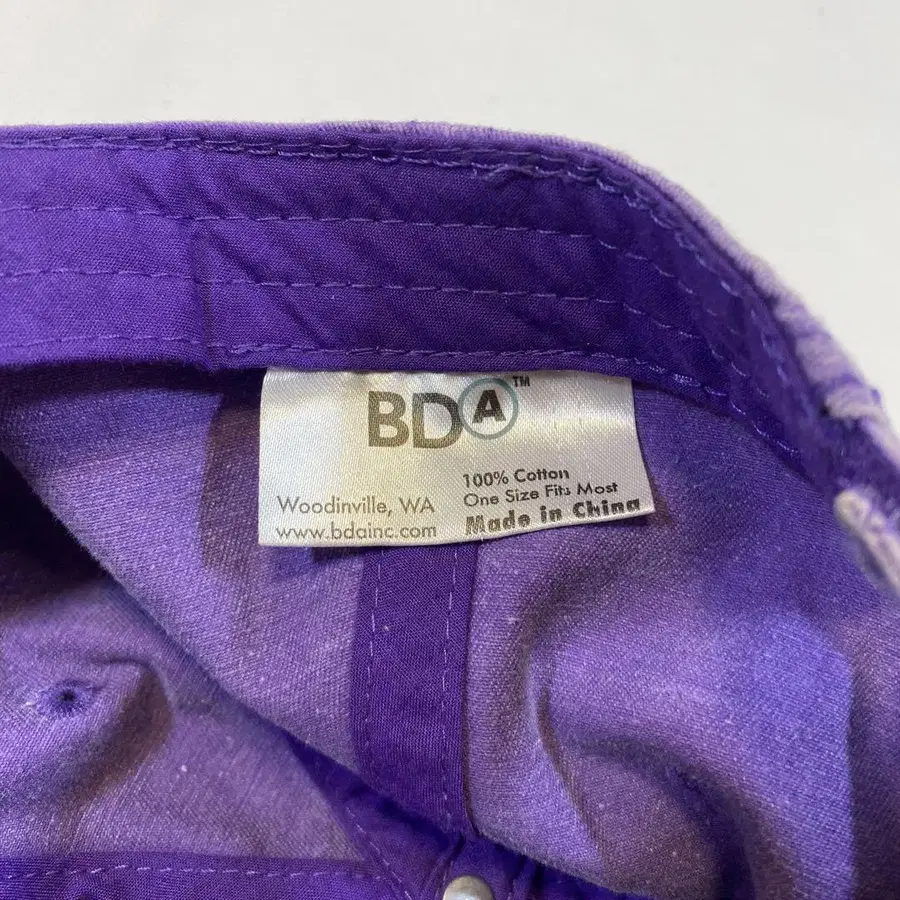 BDA™
100% Cotton
One Size Fits Most
Made in China
Woodinville, WA
www.bdainc.com